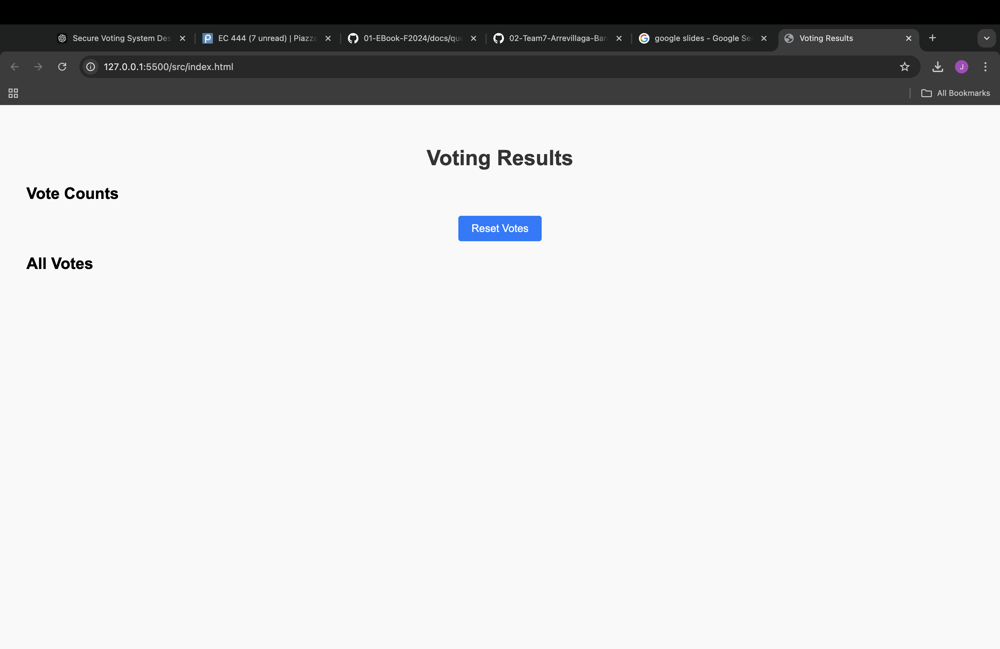 Secure Voting System Des
EC 444 (7 unread) | Piazza
01-EBook-F2024/docs/que
02-Team7-Arrevillaga-Bar
google slides - Google Se
Voting Results
127.0.0.1:5500/src/index.html
J
All Bookmarks
Voting Results
Vote Counts
Reset Votes
All Votes